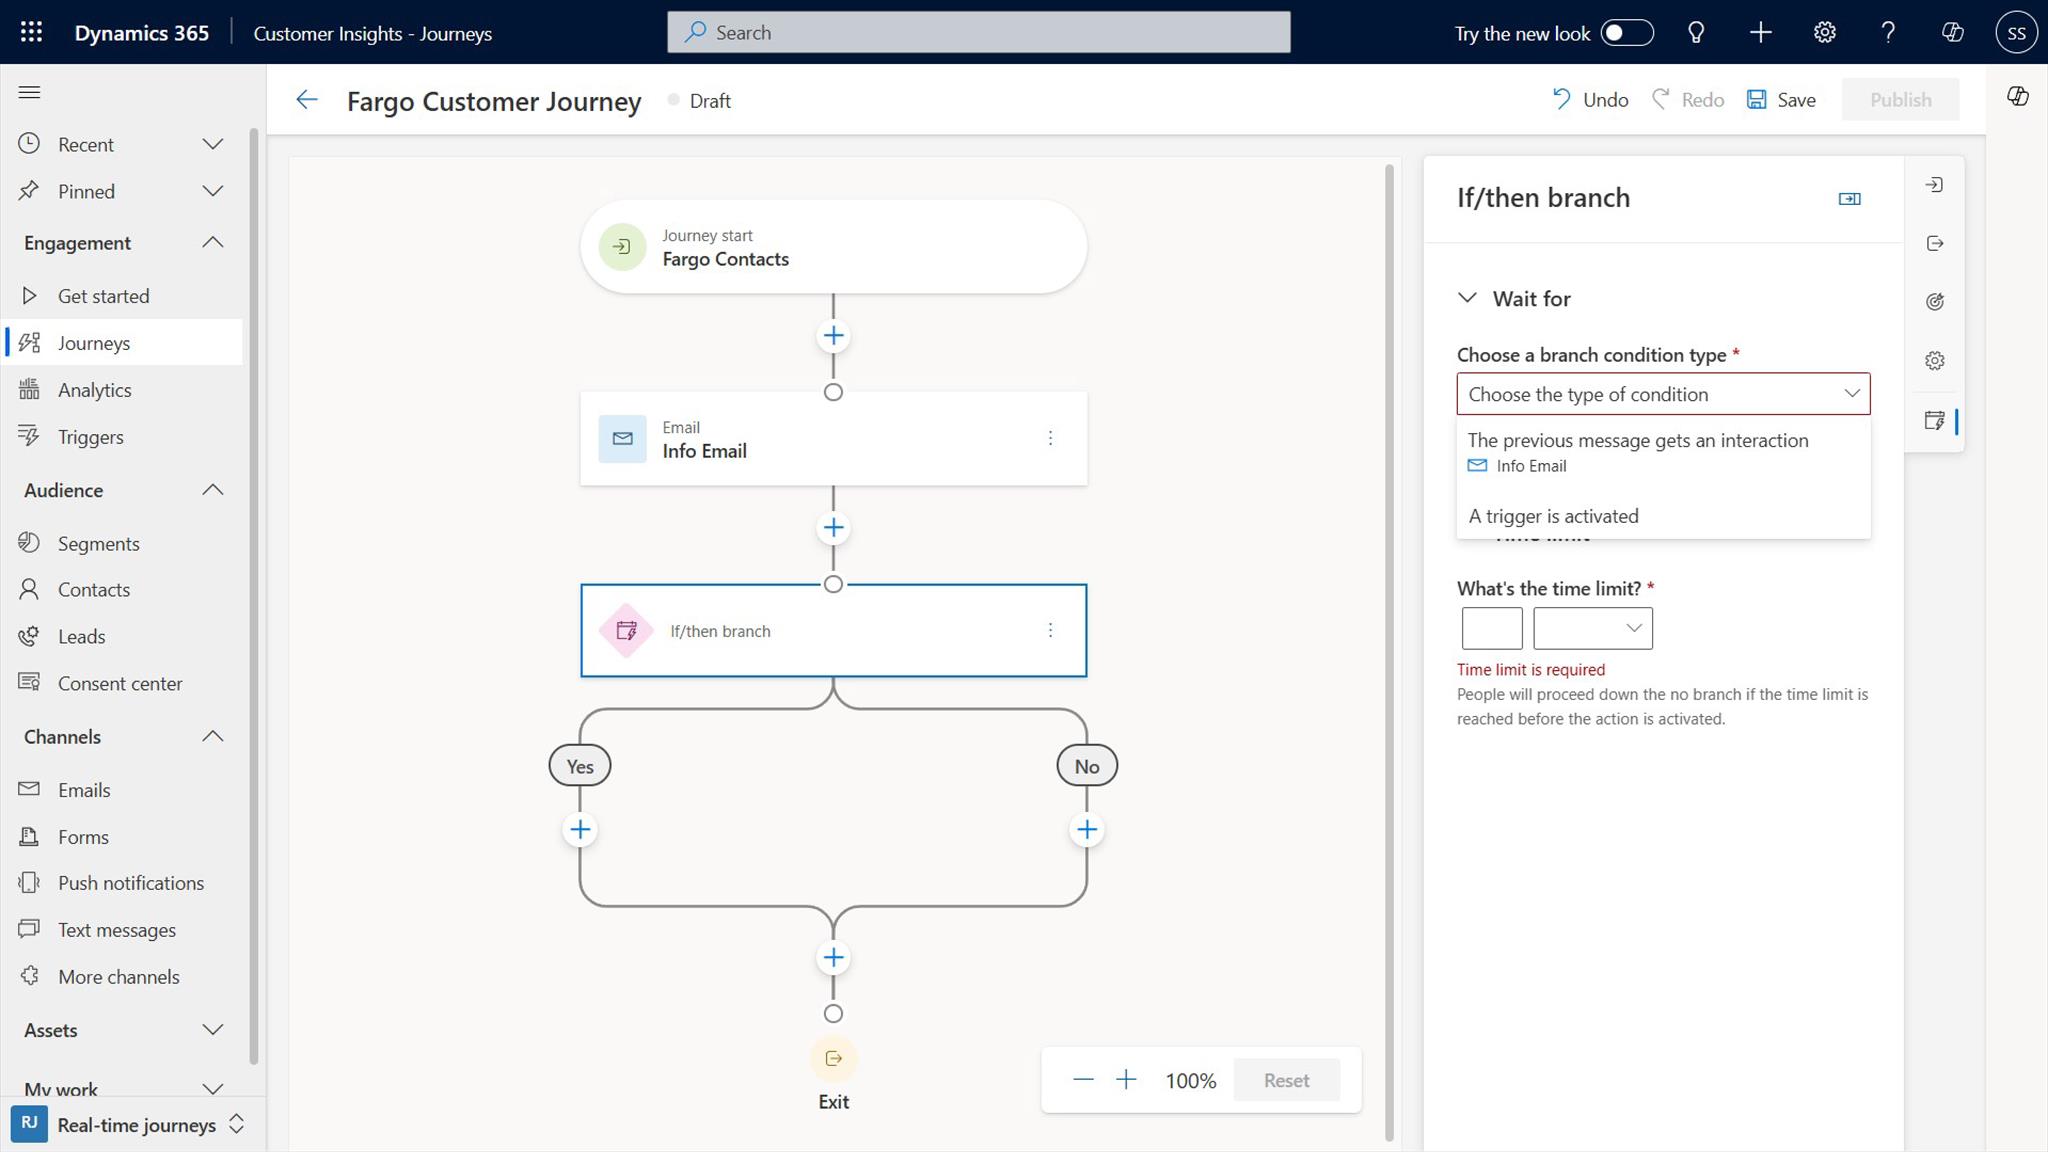 Dynamics 365
Customer Insights - Journeys
Search
Try the new look
SS
Fargo Customer Journey
Draft
Undo
Redo
Save
Publish
Recent
Pinned
Engagement
Get started
Journeys
Analytics
Triggers
Audience
Segments
Contacts
Leads
Consent center
Channels
Emails
Forms
Push notifications
Text messages
More channels
Assets
My work
RJ
Real-time journeys
Journey start
Fargo Contacts
Email
Info Email
If/then branch
Yes
No
Exit
100%
Reset
If/then branch
Wait for
Choose a branch condition type *
Choose the type of condition
The previous message gets an interaction
Info Email
A trigger is activated
Time limit
What's the time limit? *
Time limit is required
People will proceed down the no branch if the time limit is
reached before the action is activated.